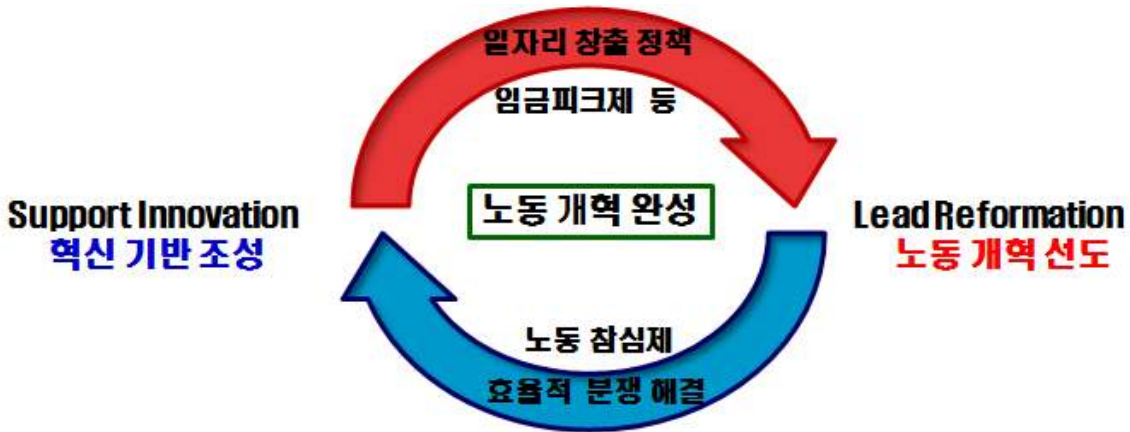 일자리 창출 정책
임금피크제 등
Support Innovation
혁신 기반 조성
노동 개혁 완성
Lead Reformation
노동 개혁 선도
노동 참심제
효율적 분쟁 해결